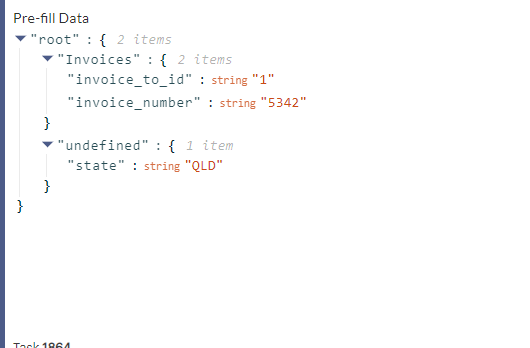 Pre-fill Data
"root" : { 2 items
"Invoices" : { 2 items
"invoice_to_id" : string "1"
"invoice_number" : string "5342"
}
"undefined" : { 1 item
"state" : string "QLD"
}
}
Task 1864